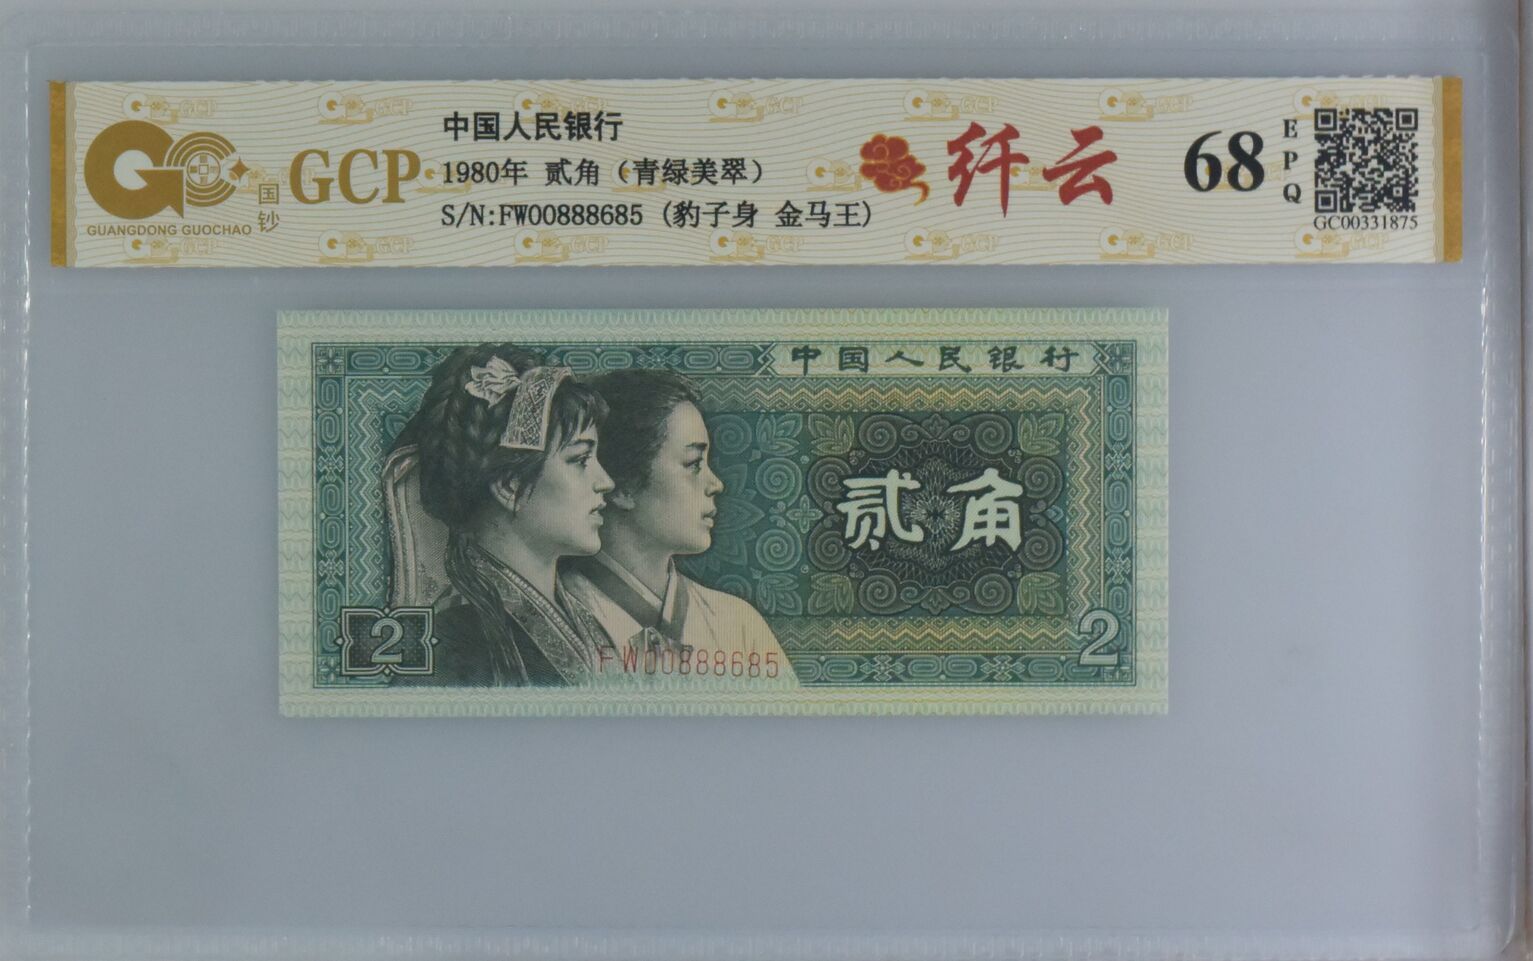 GCP
国钞
GUANGDONG GUOCHAO
中国人民银行
1980年 贰角（青绿美翠）
S/N:FW00888685 (豹子身 金马王)
纤云
68
EPQ
GC00331875
中国人民银行
贰角
2
2
FW00888685